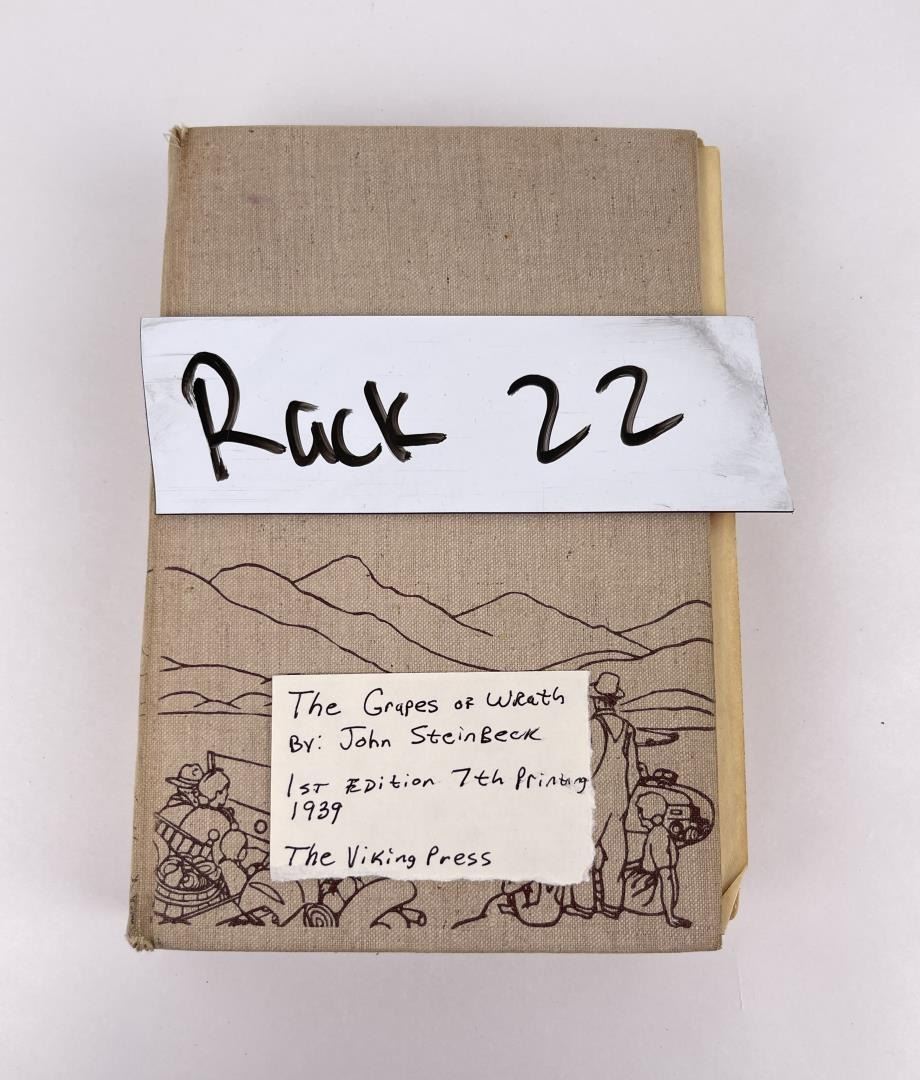 Rack 22
The Grapes of Wrath
By: John SteinBeck
1st Edition 7th Printing
1939
The Viking Press